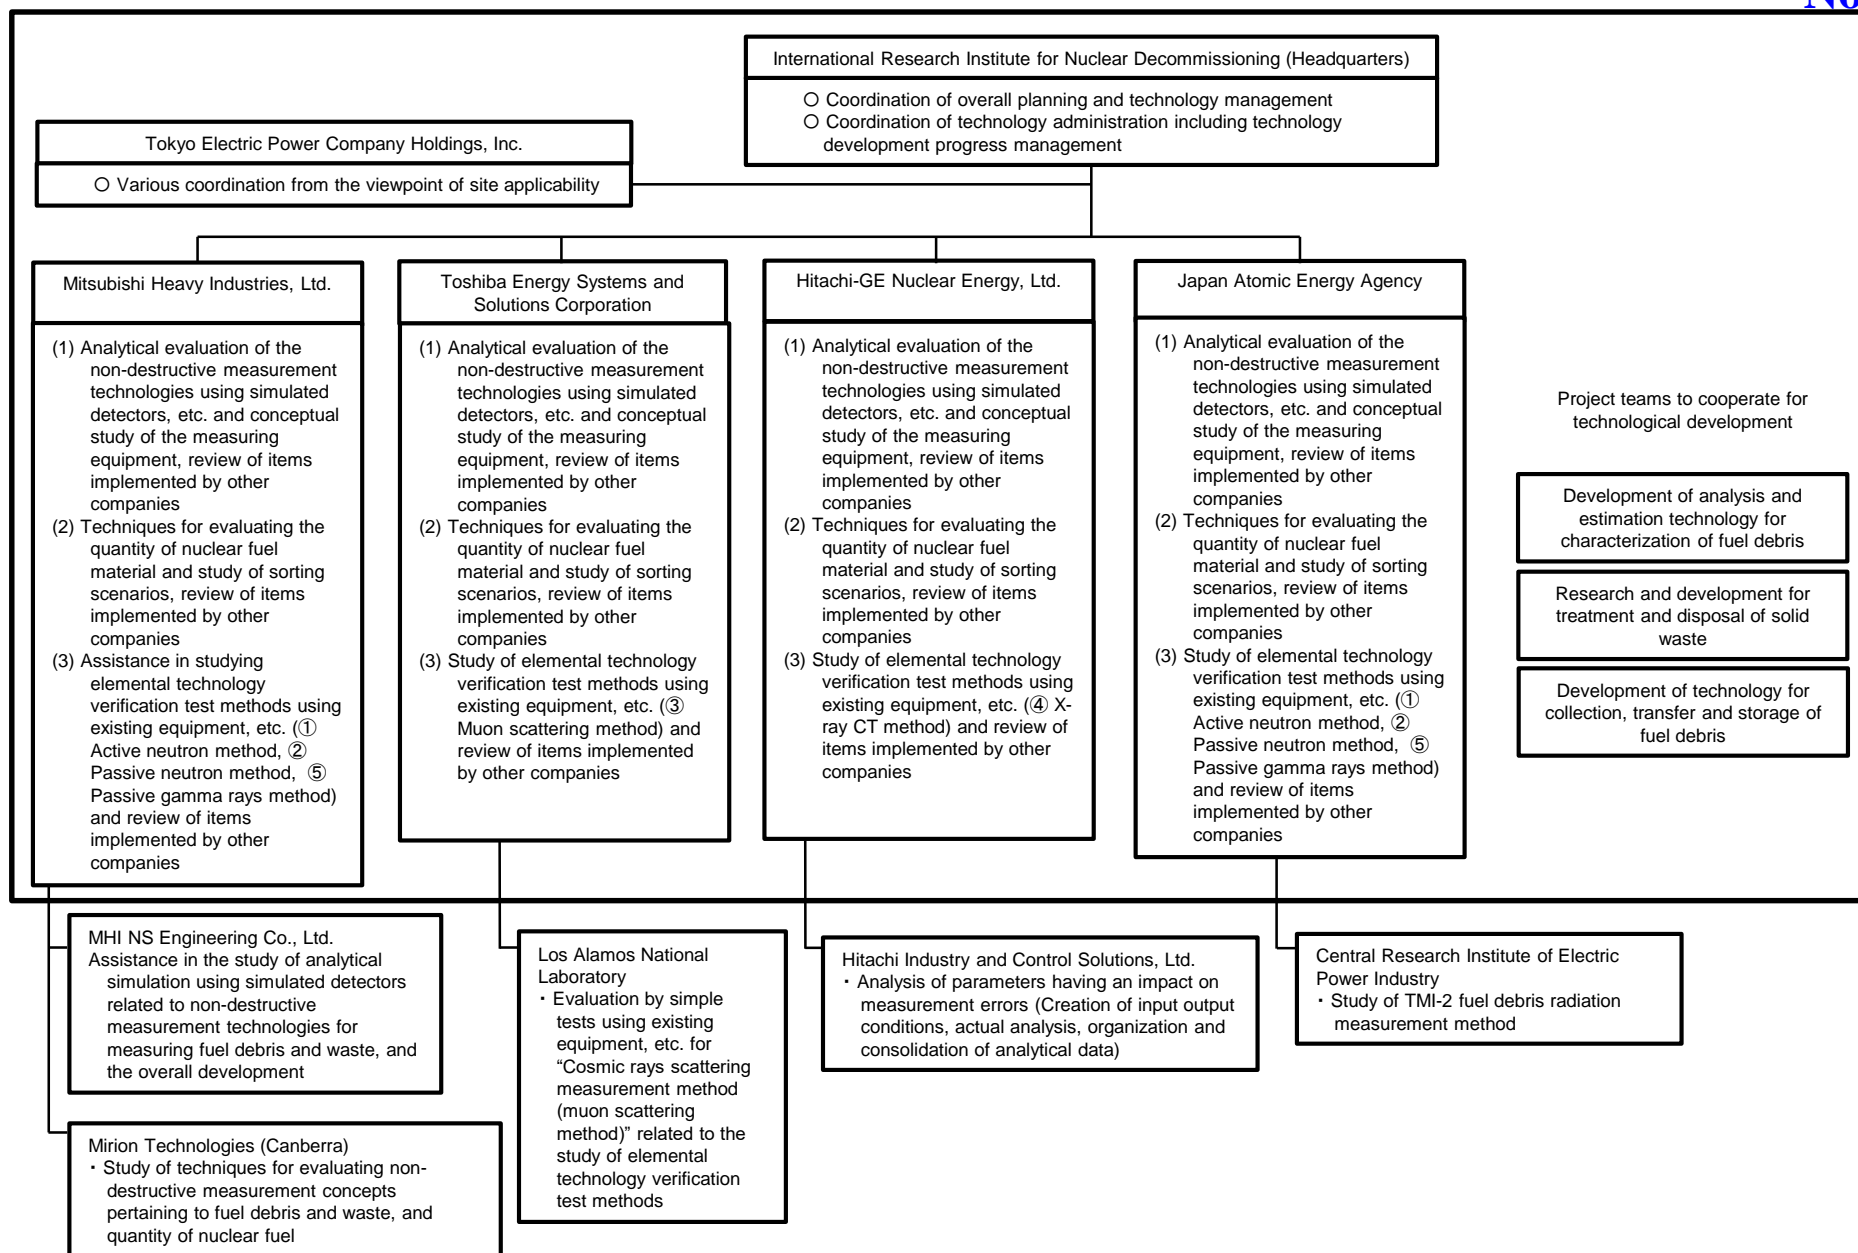 No
International Research Institute for Nuclear Decommissioning (Headquarters)
○ Coordination of overall planning and technology management
○ Coordination of technology administration including technology
development progress management
Tokyo Electric Power Company Holdings, Inc.
○ Various coordination from the viewpoint of site applicability
Mitsubishi Heavy Industries, Ltd.
(1) Analytical evaluation of the
non-destructive measurement
technologies using simulated
detectors, etc. and conceptual
study of the measuring
equipment, review of items
implemented by other
companies
(2) Techniques for evaluating the
quantity of nuclear fuel
material and study of sorting
scenarios, review of items
implemented by other
companies
(3) Assistance in studying
elemental technology
verification test methods using
existing equipment, etc. (①
Active neutron method, ②
Passive neutron method, ⑤
Passive gamma rays method)
and review of items
implemented by other
companies
Toshiba Energy Systems and
Solutions Corporation
(1) Analytical evaluation of the
non-destructive measurement
technologies using simulated
detectors, etc. and conceptual
study of the measuring
equipment, review of items
implemented by other
companies
(2) Techniques for evaluating the
quantity of nuclear fuel
material and study of sorting
scenarios, review of items
implemented by other
companies
(3) Study of elemental technology
verification test methods using
existing equipment, etc. (③
Muon scattering method) and
review of items implemented
by other companies
Hitachi-GE Nuclear Energy, Ltd.
(1) Analytical evaluation of the
non-destructive measurement
technologies using simulated
detectors, etc. and conceptual
study of the measuring
equipment, review of items
implemented by other
companies
(2) Techniques for evaluating the
quantity of nuclear fuel
material and study of sorting
scenarios, review of items
implemented by other
companies
(3) Study of elemental technology
verification test methods using
existing equipment, etc. (④ X-
ray CT method) and review of
items implemented by other
companies
Japan Atomic Energy Agency
(1) Analytical evaluation of the
non-destructive measurement
technologies using simulated
detectors, etc. and conceptual
study of the measuring
equipment, review of items
implemented by other
companies
(2) Techniques for evaluating the
quantity of nuclear fuel
material and study of sorting
scenarios, review of items
implemented by other
companies
(3) Study of elemental technology
verification test methods using
existing equipment, etc. (①
Active neutron method, ②
Passive neutron method, ⑤
Passive gamma rays method)
and review of items
implemented by other
companies
Project teams to cooperate for
technological development
Development of analysis and
estimation technology for
characterization of fuel debris
Research and development for
treatment and disposal of solid
waste
Development of technology for
collection, transfer and storage of
fuel debris
MHI NS Engineering Co., Ltd.
Assistance in the study of analytical
simulation using simulated detectors
related to non-destructive
measurement technologies for
measuring fuel debris and waste, and
the overall development
Mirion Technologies (Canberra)
・ Study of techniques for evaluating non-
destructive measurement concepts
pertaining to fuel debris and waste, and
quantity of nuclear fuel
Los Alamos National
Laboratory
・ Evaluation by simple
tests using existing
equipment, etc. for
“Cosmic rays scattering
measurement method
(muon scattering
method)” related to the
study of elemental
technology verification
test methods
Hitachi Industry and Control Solutions, Ltd.
・ Analysis of parameters having an impact on
measurement errors (Creation of input output
conditions, actual analysis, organization and
consolidation of analytical data)
Central Research Institute of Electric
Power Industry
・ Study of TMI-2 fuel debris radiation
measurement method